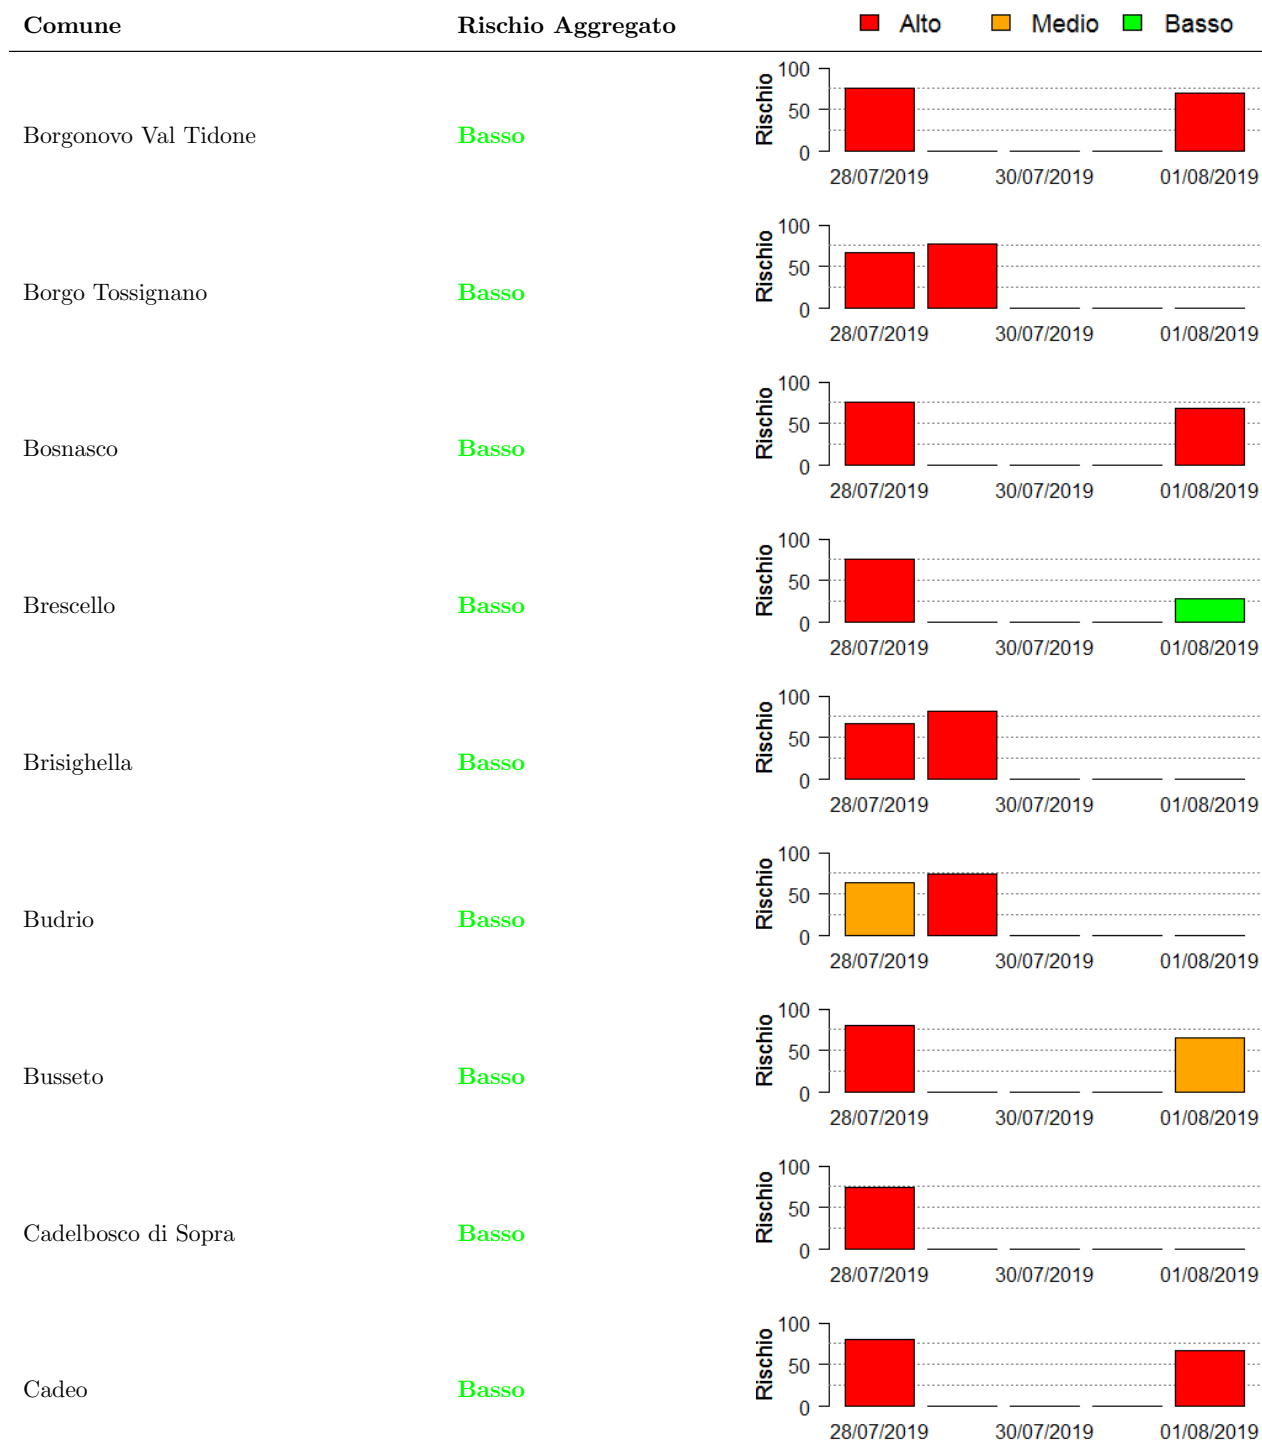 Comune Rischio Aggregato Alto Medio Basso
100
50
0
Rischio
Borgonovo Val Tidone Basso
28/07/2019 30/07/2019 01/08/2019
100
50
0
Rischio
Borgo Tossignano Basso
28/07/2019 30/07/2019 01/08/2019
100
50
0
Rischio
Bosnasco Basso
28/07/2019 30/07/2019 01/08/2019
100
50
0
Rischio
Brescello Basso
28/07/2019 30/07/2019 01/08/2019
100
50
0
Rischio
Brisighella Basso
28/07/2019 30/07/2019 01/08/2019
100
50
0
Rischio
Budrio Basso
28/07/2019 30/07/2019 01/08/2019
100
50
0
Rischio
Busseto Basso
28/07/2019 30/07/2019 01/08/2019
100
50
0
Rischio
Cadelbosco di Sopra Basso
28/07/2019 30/07/2019 01/08/2019
100
50
0
Rischio
Cadeo Basso
28/07/2019 30/07/2019 01/08/2019